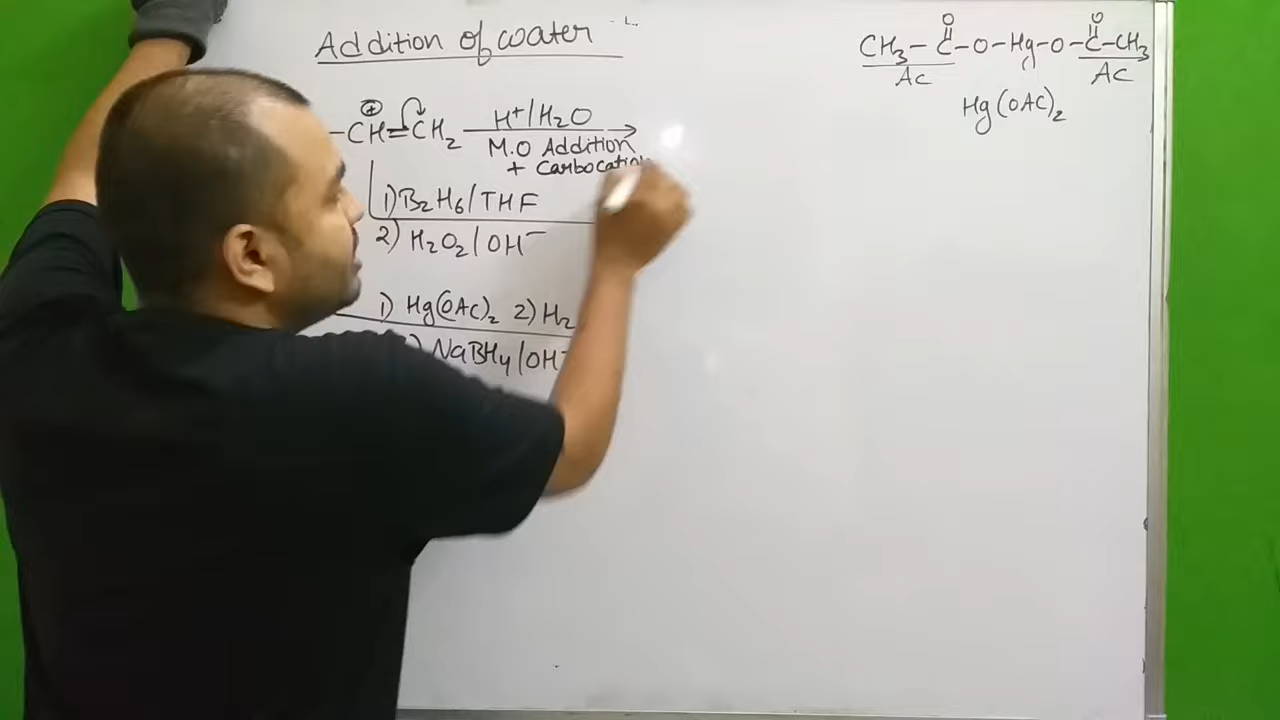 Addition of water
–CH=CH₂ H⁺/H₂O
⊕
M.O Addition
+ Carbocation
1) B₂H₆/THF
2) H₂O₂/OH⁻
1) Hg(OAC)₂ 2) H₂
) NaBH₄/OH⁻
O O
CH₃–C–O–Hg–O–C–CH₃
AC AC
Hg(OAC)₂